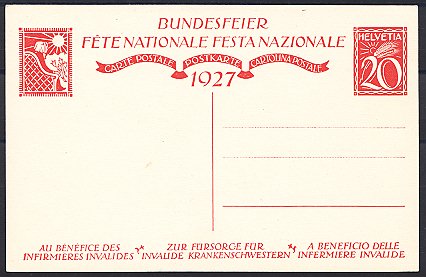 BUNDESFEIER
FÊTE NATIONALE FESTA NAZIONALE
CARTE POSTALE POSTKARTE CARTOLINA POSTALE
1927
HELVETIA
20
AU BÉNÉFICE DES
INFIRMIÈRES INVALIDES
ZUR FÜRSORGE FÜR
INVALIDE KRANKENSCHWESTERN
A BENEFICIO DELLE
INFERMIERE INVALIDE